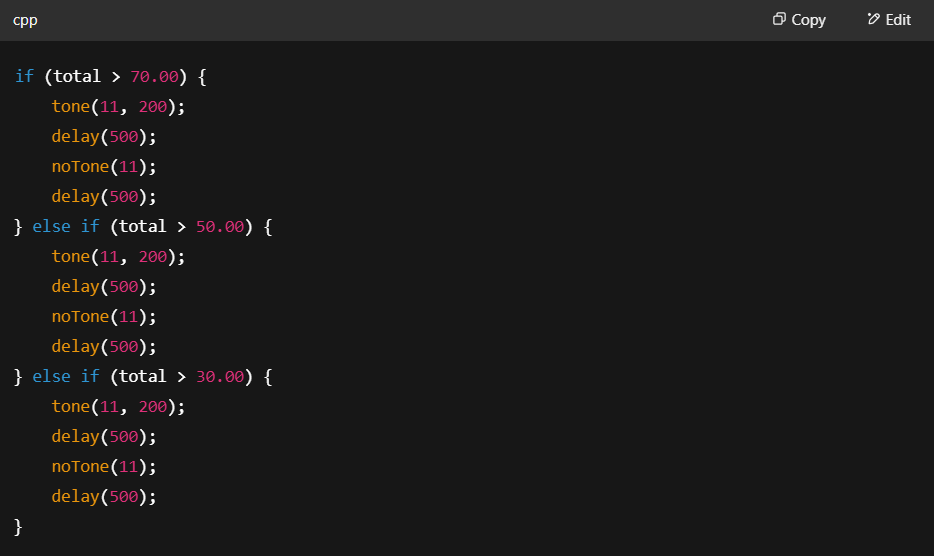 cpp Copy Edit
if (total > 70.00) {
    tone(11, 200);
    delay(500);
    noTone(11);
    delay(500);
} else if (total > 50.00) {
    tone(11, 200);
    delay(500);
    noTone(11);
    delay(500);
} else if (total > 30.00) {
    tone(11, 200);
    delay(500);
    noTone(11);
    delay(500);
}